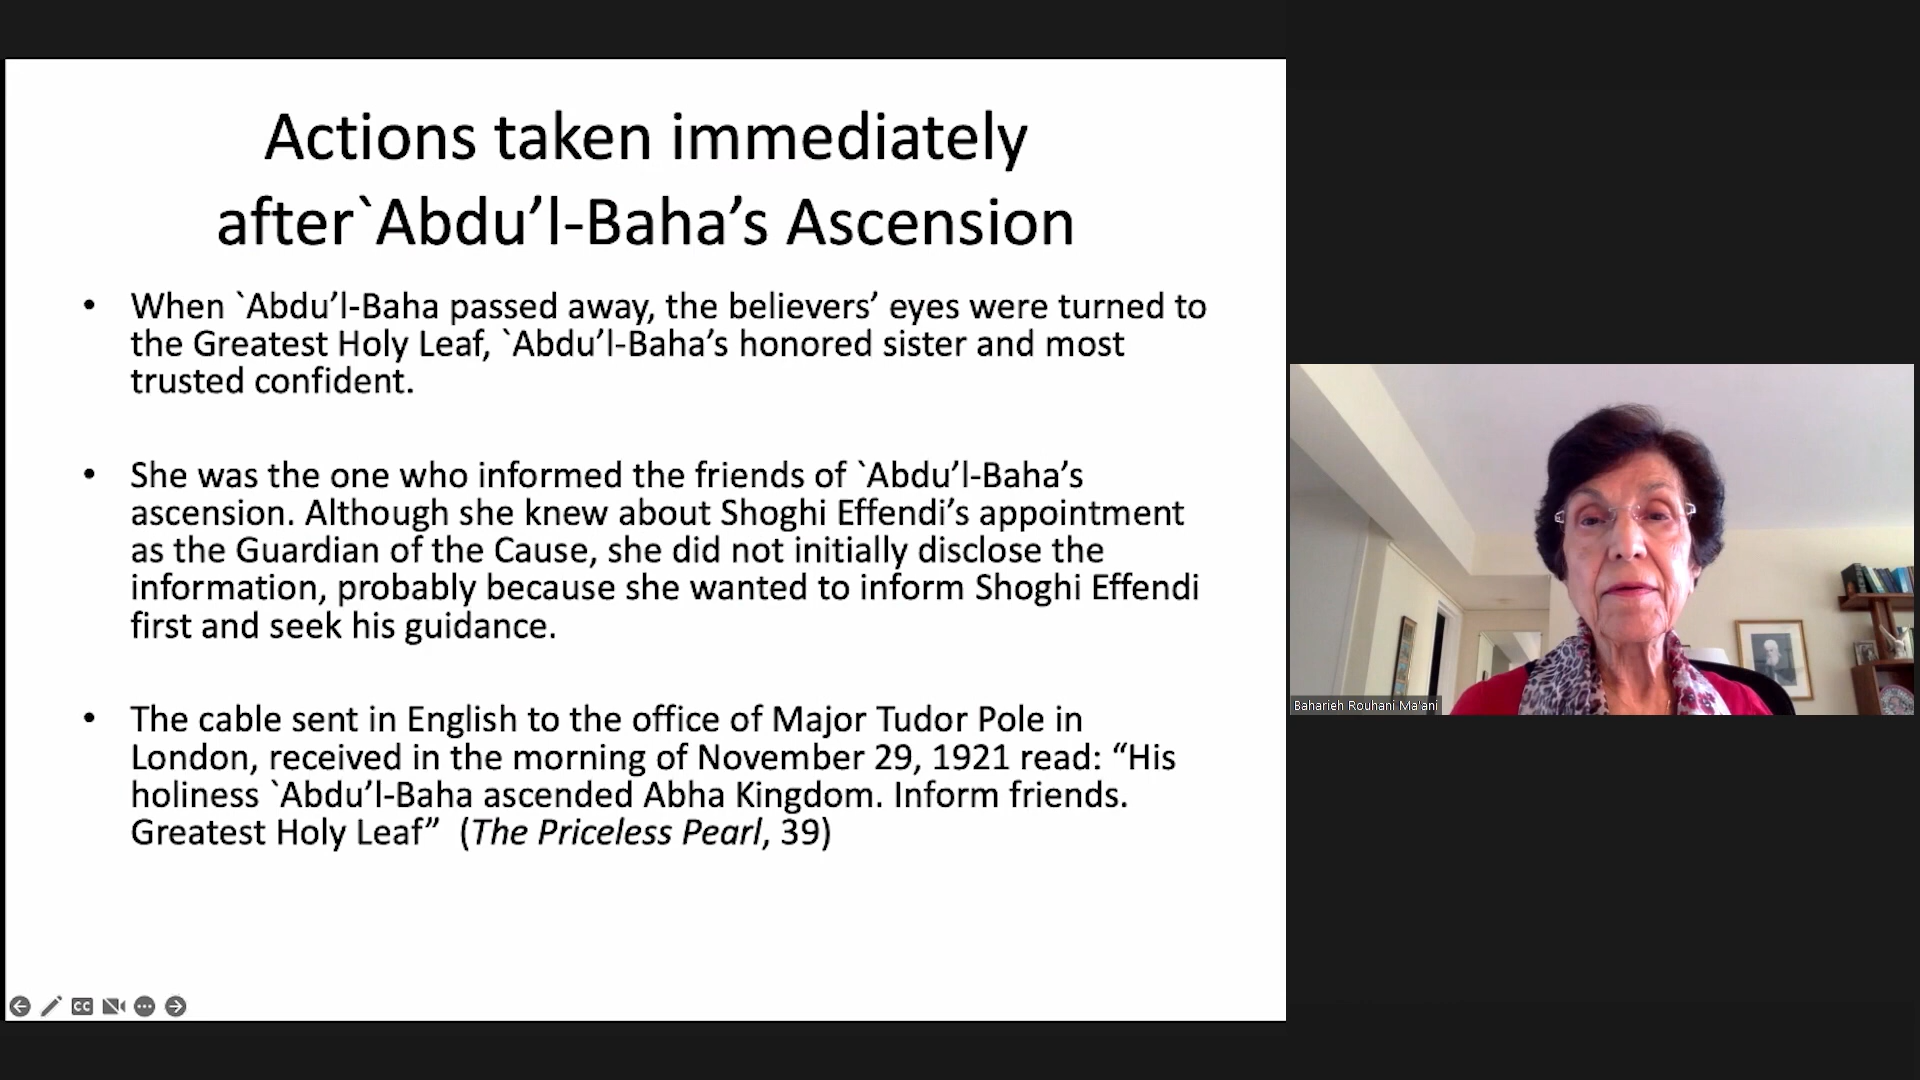 Actions taken immediately
after`Abdu’l-Baha’s Ascension
• When `Abdu’l-Baha passed away, the believers’ eyes were turned to
the Greatest Holy Leaf, `Abdu’l-Baha’s honored sister and most
trusted confident.
• She was the one who informed the friends of `Abdu’l-Baha’s
ascension. Although she knew about Shoghi Effendi’s appointment
as the Guardian of the Cause, she did not initially disclose the
information, probably because she wanted to inform Shoghi Effendi
first and seek his guidance.
• The cable sent in English to the office of Major Tudor Pole in
London, received in the morning of November 29, 1921 read: “His
holiness `Abdu’l-Baha ascended Abha Kingdom. Inform friends.
Greatest Holy Leaf”  (The Priceless Pearl, 39)
CC
Baharieh Rouhani Ma'ani